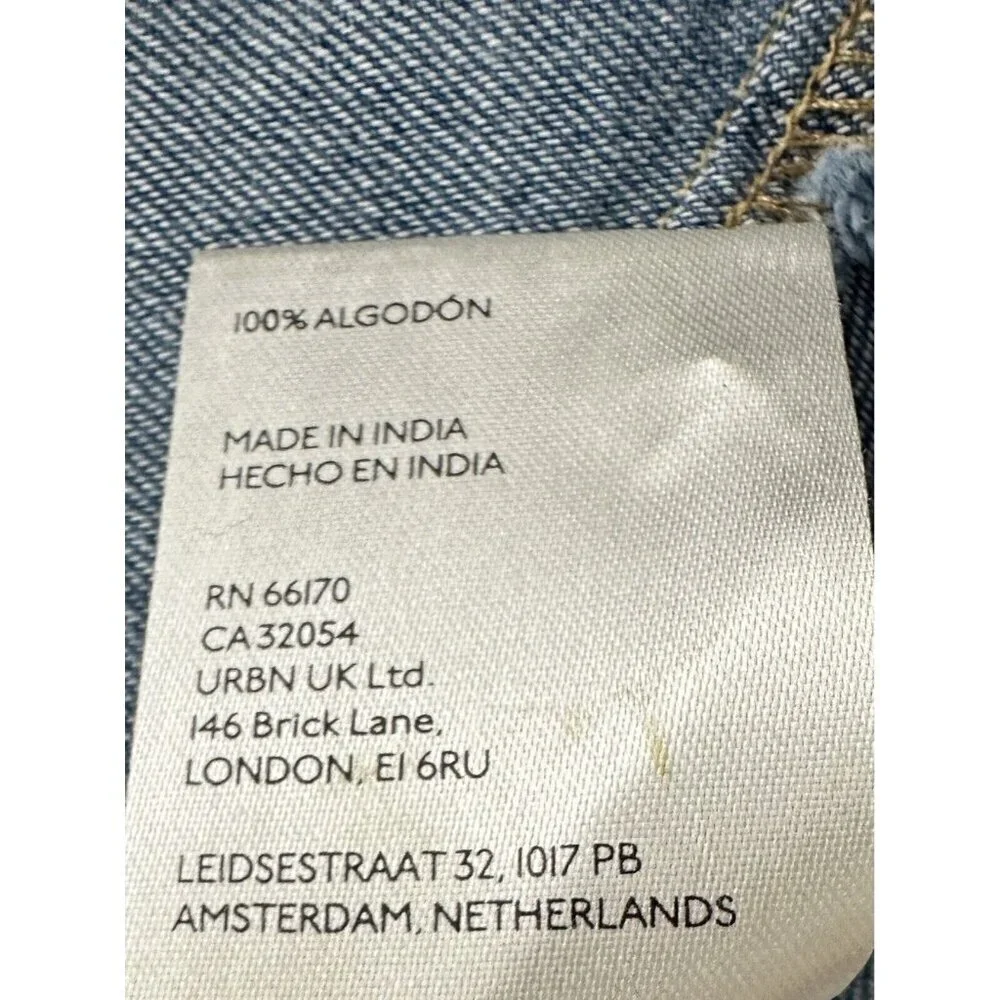 100% ALGODÓN
MADE IN INDIA
HECHO EN INDIA
RN 66170
CA 32054
URBN UK Ltd.
146 Brick Lane,
LONDON, E1 6RU
LEIDSESTRAAT 32, 1017 PB
AMSTERDAM, NETHERLANDS